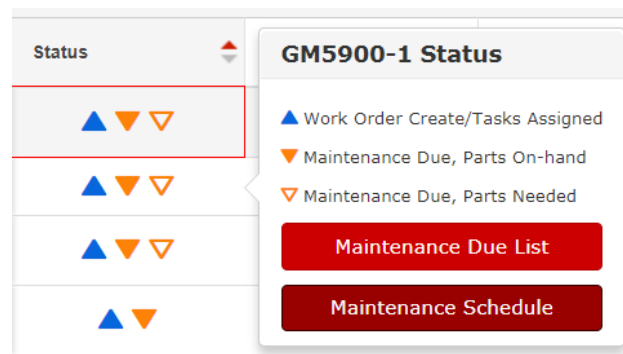 Status
GM5900-1 Status
Work Order Create/Tasks Assigned
Maintenance Due, Parts On-hand
Maintenance Due, Parts Needed
Maintenance Due List
Maintenance Schedule